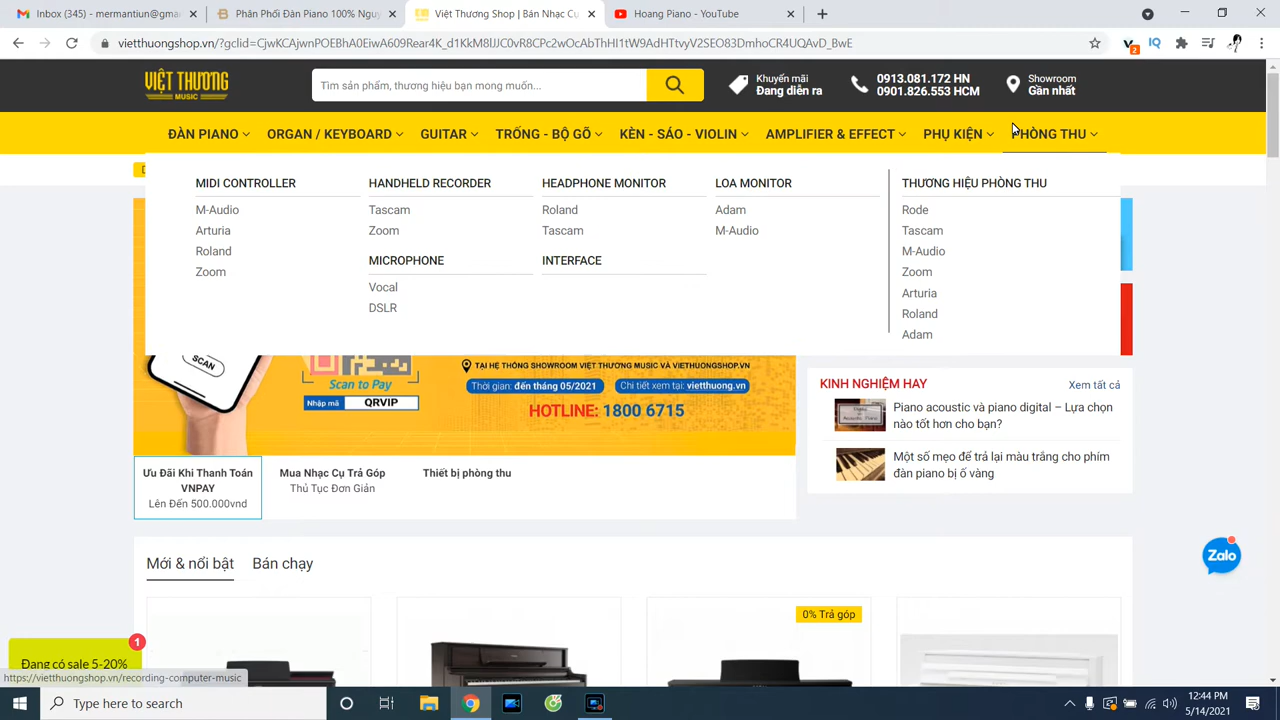 Inbox (345) - mermantium@gma
Phân Phối Đàn Piano 100% Nguy
Việt Thương Shop | Bán Nhạc Cụ
Hoang Piano - YouTube
vietthuongshop.vn/?gclid=CjwKCAjwnPOEBhA0EiwA609Rear4K_d1KkM8lJJC0vR8CPc2wOcAbThHI1tW9AdHTtvyV2SEO83DmhoCR4UQAvD_BwE
2
VIỆT THƯƠNG
MUSIC
Tìm sản phẩm, thương hiệu bạn mong muốn...
Khuyến mãi
Đang diễn ra
0913.081.172 HN
0901.826.553 HCM
Showroom
Gần nhất
ĐÀN PIANO
ORGAN / KEYBOARD
GUITAR
TRỐNG - BỘ GÕ
KÈN - SÁO - VIOLIN
AMPLIFIER & EFFECT
PHỤ KIỆN
PHÒNG THU
MIDI CONTROLLER
M-Audio
Arturia
Roland
Zoom
HANDHELD RECORDER
Tascam
Zoom
MICROPHONE
Vocal
DSLR
HEADPHONE MONITOR
Roland
Tascam
INTERFACE
LOA MONITOR
Adam
M-Audio
THƯƠNG HIỆU PHÒNG THU
Rode
Tascam
M-Audio
Zoom
Arturia
Roland
Adam
SCAN
Scan to Pay
Nhập mã QRVIP
TẠI HỆ THỐNG SHOWROOM VIỆT THƯƠNG MUSIC VÀ VIETTHUONGSHOP.VN
Thời gian: đến tháng 05/2021
Chi tiết xem tại: vietthuong.vn
HOTLINE: 1800 6715
KINH NGHIỆM HAY
Xem tất cả
Piano acoustic và piano digital – Lựa chọn
nào tốt hơn cho bạn?
Một số mẹo để trả lại màu trắng cho phím
đàn piano bị ố vàng
Ưu Đãi Khi Thanh Toán
VNPAY
Lên Đến 500.000vnd
Mua Nhạc Cụ Trả Góp
Thủ Tục Đơn Giản
Thiết bị phòng thu
Zalo
Mới & nổi bật
Bán chạy
0% Trả góp
1
Đang có sale 5-20%
https://vietthuongshop.vn/recording-computer-music
Type here to search
12:44 PM
5/14/2021